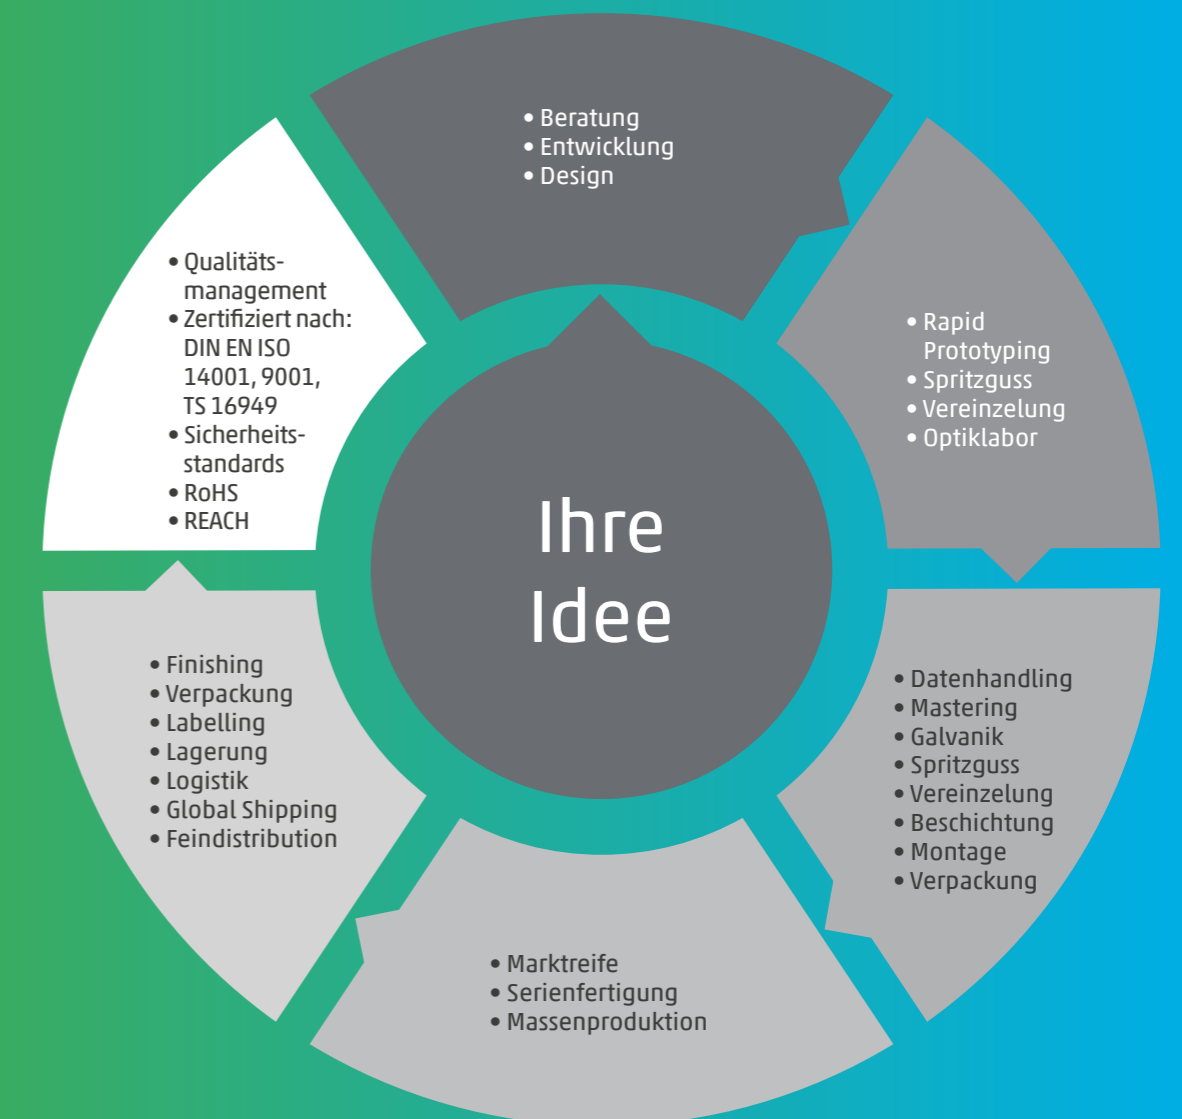 • Beratung
• Entwicklung
• Design
• Rapid
Prototyping
• Spritzguss
• Vereinzelung
• Optiklabor
• Datenhandling
• Mastering
• Galvanik
• Spritzguss
• Vereinzelung
• Beschichtung
• Montage
• Verpackung
• Marktreife
• Serienfertigung
• Massenproduktion
• Finishing
• Verpackung
• Labelling
• Lagerung
• Logistik
• Global Shipping
• Feindistribution
• Qualitäts-
management
• Zertifiziert nach:
DIN EN ISO
14001, 9001,
TS 16949
• Sicherheits-
standards
• RoHS
• REACH
Ihre
Idee